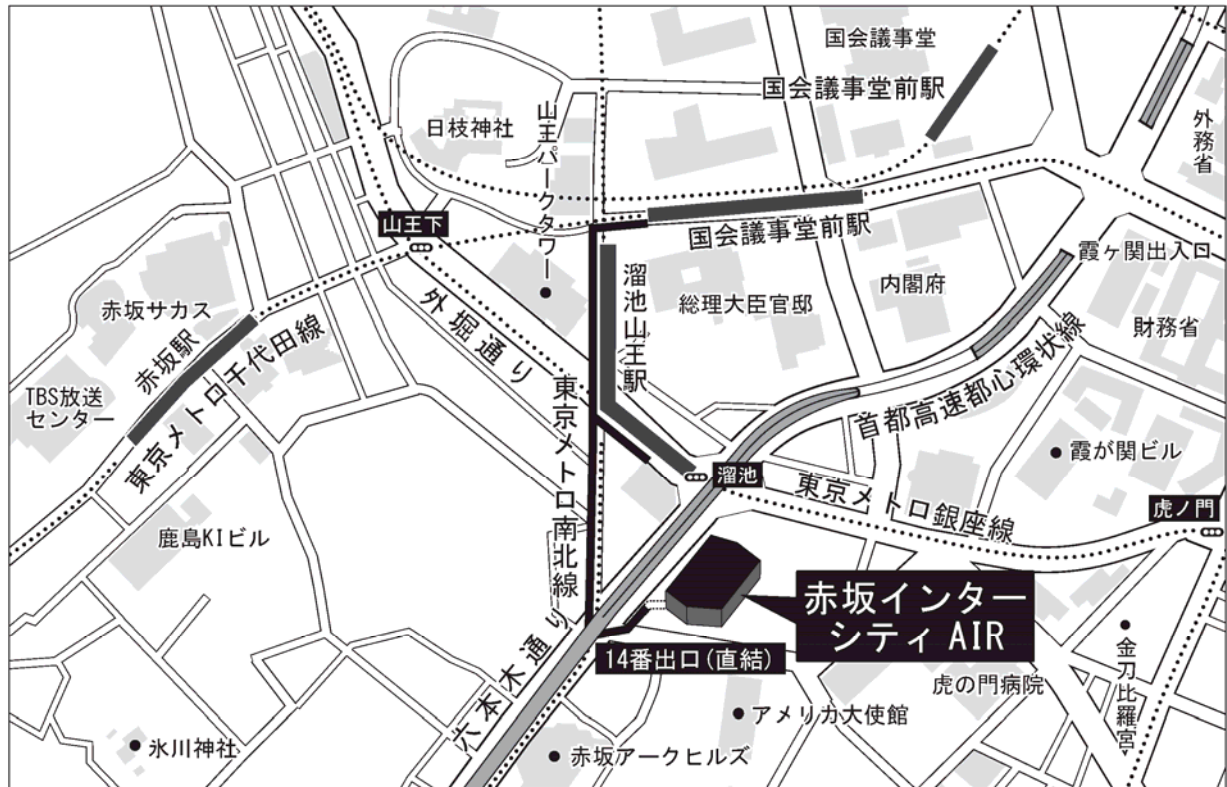 国会議事堂
国会議事堂前駅
外務省
日枝神社
山王パークタワー
山王下
国会議事堂前駅
霞ヶ関出入口
赤坂サカス
外堀通り
溜池山王駅
総理大臣官邸
内閣府
財務省
赤坂駅
東京メトロ千代田線
TBS放送
センター
首都高速都心環状線
東京メトロ南北線
霞が関ビル
溜池
東京メトロ銀座線
虎ノ門
鹿島KIビル
赤坂インター
シティAIR
14番出口(直結)
六本木通り
虎の門病院
金刀比羅宮
アメリカ大使館
氷川神社
赤坂アークヒルズ